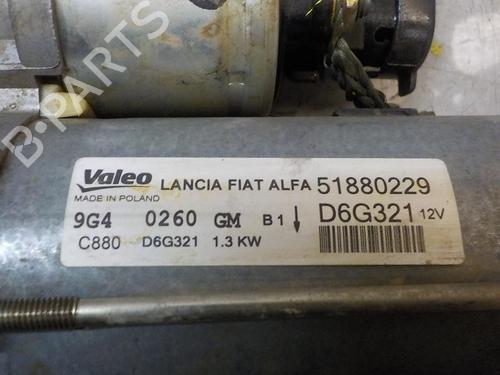 B-PARTS
Valeo LANCIA FIAT ALFA 51880229
MADE IN POLAND
9G4 0260 GM B1 D6G321 12V
C880 D6G321 1.3 KW